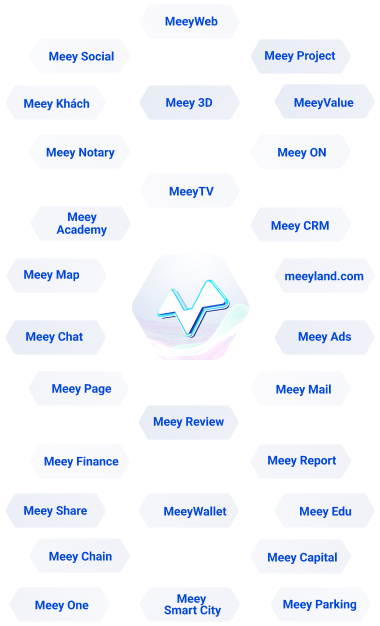 MeeyWeb
Meey Social
Meey Project
Meey Khách
Meey 3D
MeeyValue
Meey Notary
Meey ON
MeeyTV
Meey
Academy
Meey CRM
Meey Map
meeyland.com
Meey Chat
Meey Ads
Meey Page
Meey Mail
Meey Review
Meey Finance
Meey Report
Meey Share
MeeyWallet
Meey Edu
Meey Chain
Meey Capital
Meey One
Meey
Smart City
Meey Parking